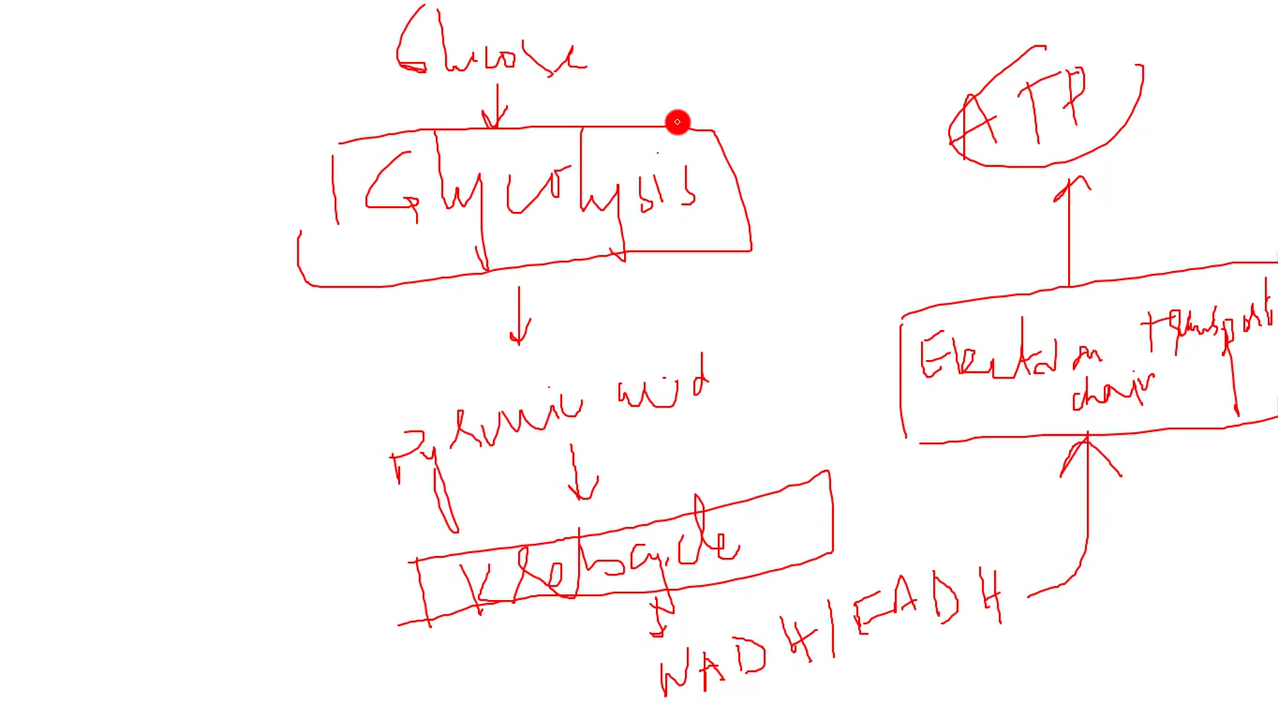 Glucose
Glycolysis
Pyruvic acid
Krebs cycle
NADH/FADH
Electron transport
chain
ATP